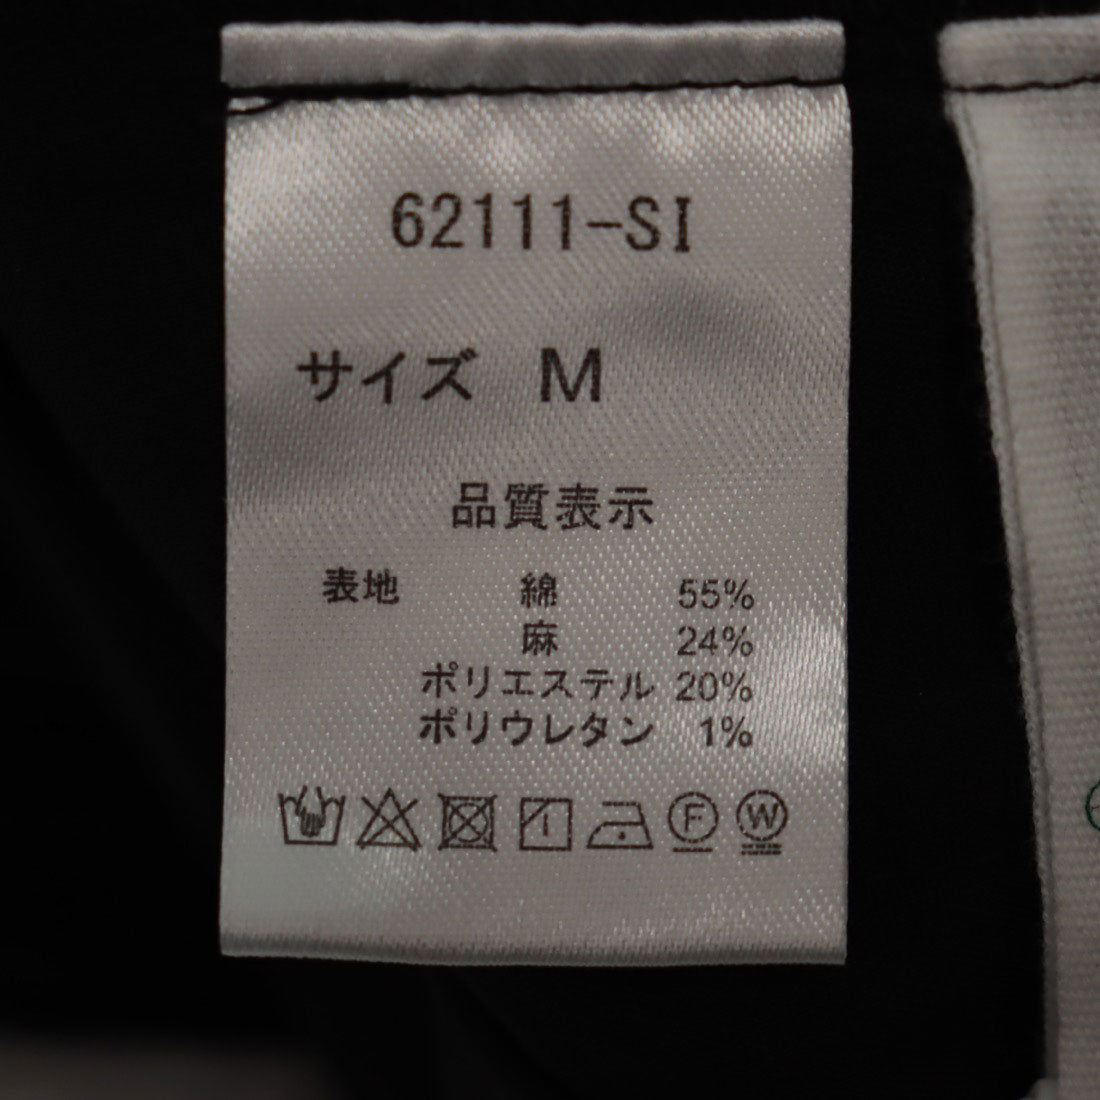 62111-SI
サイズ M
品質表示
表地 綿 55%
麻 24%
ポリエステル 20%
ポリウレタン 1%
F W